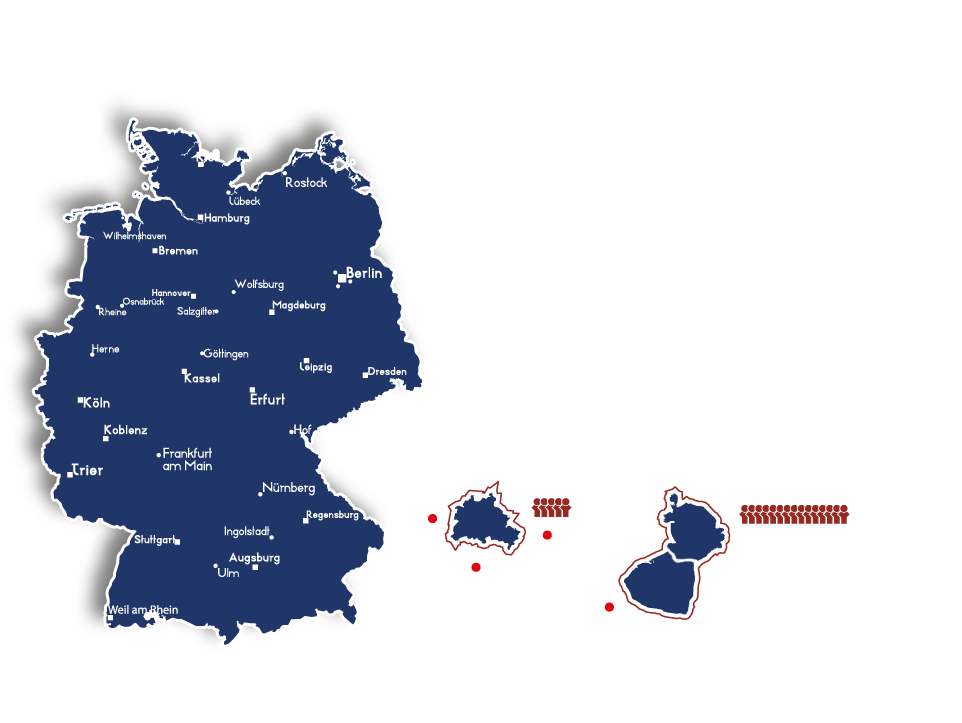 Rostock
Lübeck
Hamburg
Wilhelmshaven
Bremen
Berlin
Wolfsburg
Hannover
Osnabrück
Magdeburg
Rheine
Salzgitter
Herne
Göttingen
Leipzig
Dresden
Kassel
Erfurt
Köln
Koblenz
Hof
Frankfurt
am Main
Trier
Nürnberg
Regensburg
Ingolstadt
Stuttgart
Augsburg
Ulm
Weil am Rhein